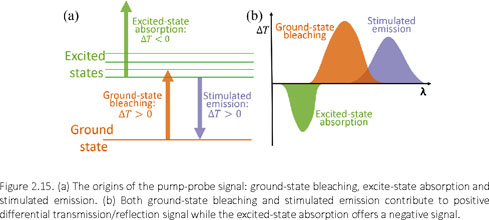 (a)
Excited-state
absorption:
ΔT < 0
Excited
states
Ground-state
bleaching:
ΔT > 0
Stimulated
emission:
ΔT > 0
Ground
state
(b)
ΔT
Ground-state
bleaching
Stimulated
emission
λ
Excited-state
absorption
Figure 2.15. (a) The origins of the pump-probe signal: ground-state bleaching, excite-state absorption and
stimulated emission. (b) Both ground-state bleaching and stimulated emission contribute to positive
differential transmission/reflection signal while the excited-state absorption offers a negative signal.